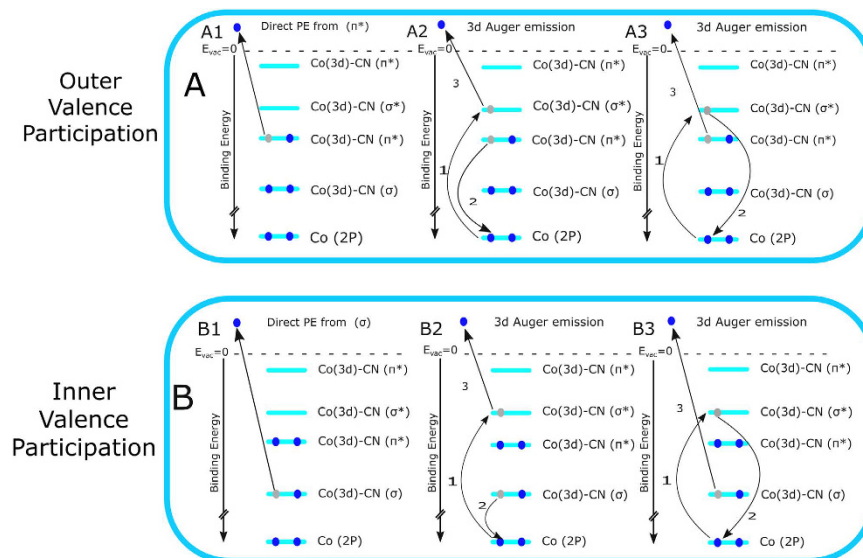 Outer
Valence
Participation
A
A1
Direct PE from (π*)
Evac=0
Binding Energy
Co(3d)-CN (π*)
Co(3d)-CN (σ*)
Co(3d)-CN (π*)
Co(3d)-CN (σ)
Co (2P)
A2
3d Auger emission
Evac=0
Binding Energy
3
1
2
Co(3d)-CN (π*)
Co(3d)-CN (σ*)
Co(3d)-CN (π*)
Co(3d)-CN (σ)
Co (2P)
A3
3d Auger emission
Evac=0
Binding Energy
3
1
2
Co(3d)-CN (π*)
Co(3d)-CN (σ*)
Co(3d)-CN (π*)
Co(3d)-CN (σ)
Co (2P)
Inner
Valence
Participation
B
B1
Direct PE from (σ)
Evac=0
Binding Energy
Co(3d)-CN (π*)
Co(3d)-CN (σ*)
Co(3d)-CN (π*)
Co(3d)-CN (σ)
Co (2P)
B2
3d Auger emission
Evac=0
Binding Energy
3
1
2
Co(3d)-CN (π*)
Co(3d)-CN (σ*)
Co(3d)-CN (π*)
Co(3d)-CN (σ)
Co (2P)
B3
3d Auger emission
Evac=0
Binding Energy
3
1
2
Co(3d)-CN (π*)
Co(3d)-CN (σ*)
Co(3d)-CN (π*)
Co(3d)-CN (σ)
Co (2P)